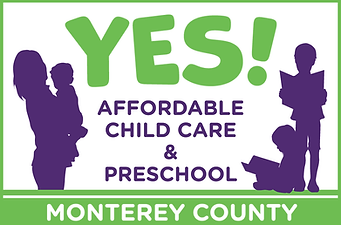 YES!
AFFORDABLE
CHILD CARE
&
PRESCHOOL
MONTEREY COUNTY